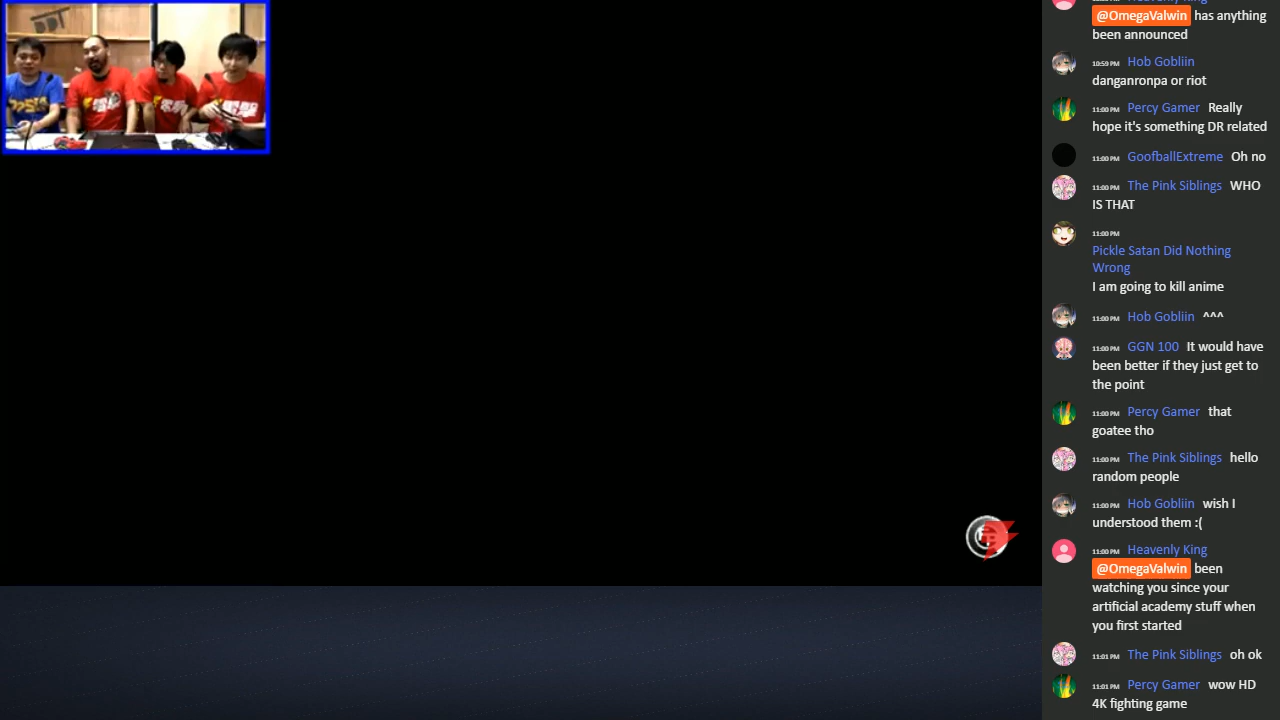 @OmegaValwin has anything
been announced
10:59 PM Hob Gobliin
danganronpa or riot
11:00 PM Percy Gamer Really
hope it's something DR related
11:00 PM GoofballExtreme Oh no
11:00 PM The Pink Siblings WHO
IS THAT
11:00 PM
Pickle Satan Did Nothing
Wrong
I am going to kill anime
11:00 PM Hob Gobliin ^^^
11:00 PM GGN 100 It would have
been better if they just get to
the point
11:00 PM Percy Gamer that
goatee tho
11:00 PM The Pink Siblings hello
random people
11:00 PM Hob Gobliin wish I
understood them :(
11:00 PM Heavenly King
@OmegaValwin been
watching you since your
artificial academy stuff when
you first started
11:01 PM The Pink Siblings oh ok
11:01 PM Percy Gamer wow HD
4K fighting game